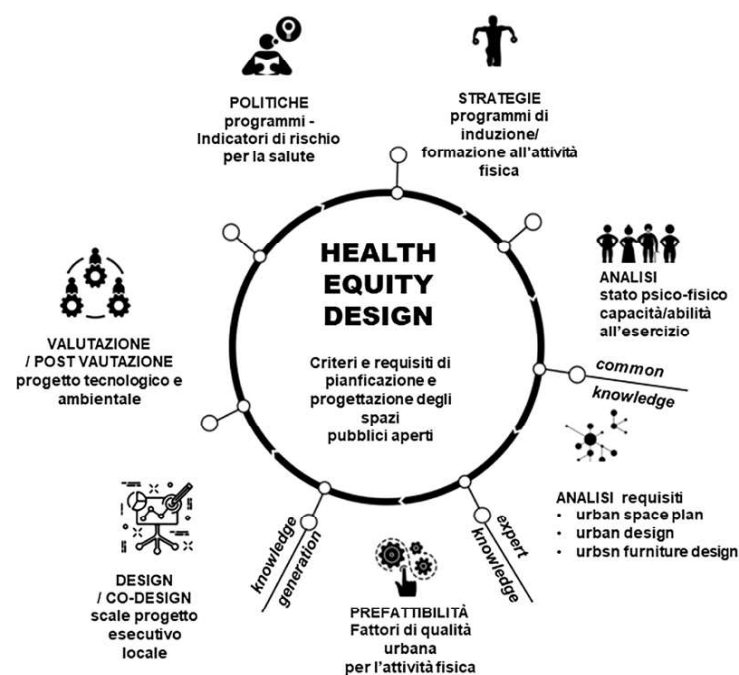 POLITICHE
programmi -
Indicatori di rischio
per la salute
STRATEGIE
programmi di
induzione/
formazione all'attività
fisica
HEALTH
EQUITY
DESIGN
Criteri e requisiti di
pianficazione e
progettazione degli
spazi
pubblici aperti
ANALISI
stato psico-fisico
capacità/abilità
all'esercizio
common
knowledge
ANALISI requisiti
• urban space plan
• urban design
• urbsn furniture design
expert
knowledge
PREFATTIBILITÀ
Fattori di qualità
urbana
per l'attività fisica
knowledge
generation
DESIGN
/ CO-DESIGN
scale progetto
esecutivo
locale
VALUTAZIONE
/ POST VAUTAZIONE
progetto tecnologico e
ambientale